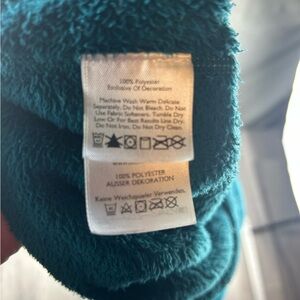 100% Polyester
Exclusive Of Decoration
Machine Wash Warm Delicate
Separately. Do Not Bleach. Do Not
Use Fabric Softeners. Tumble Dry
Low. Or For Best Results Line Dry.
Do Not Iron. Do Not Dry Clean.
100% POLYESTER
AUSSER DEKORATION
Keine Weichspueler Verwenden.